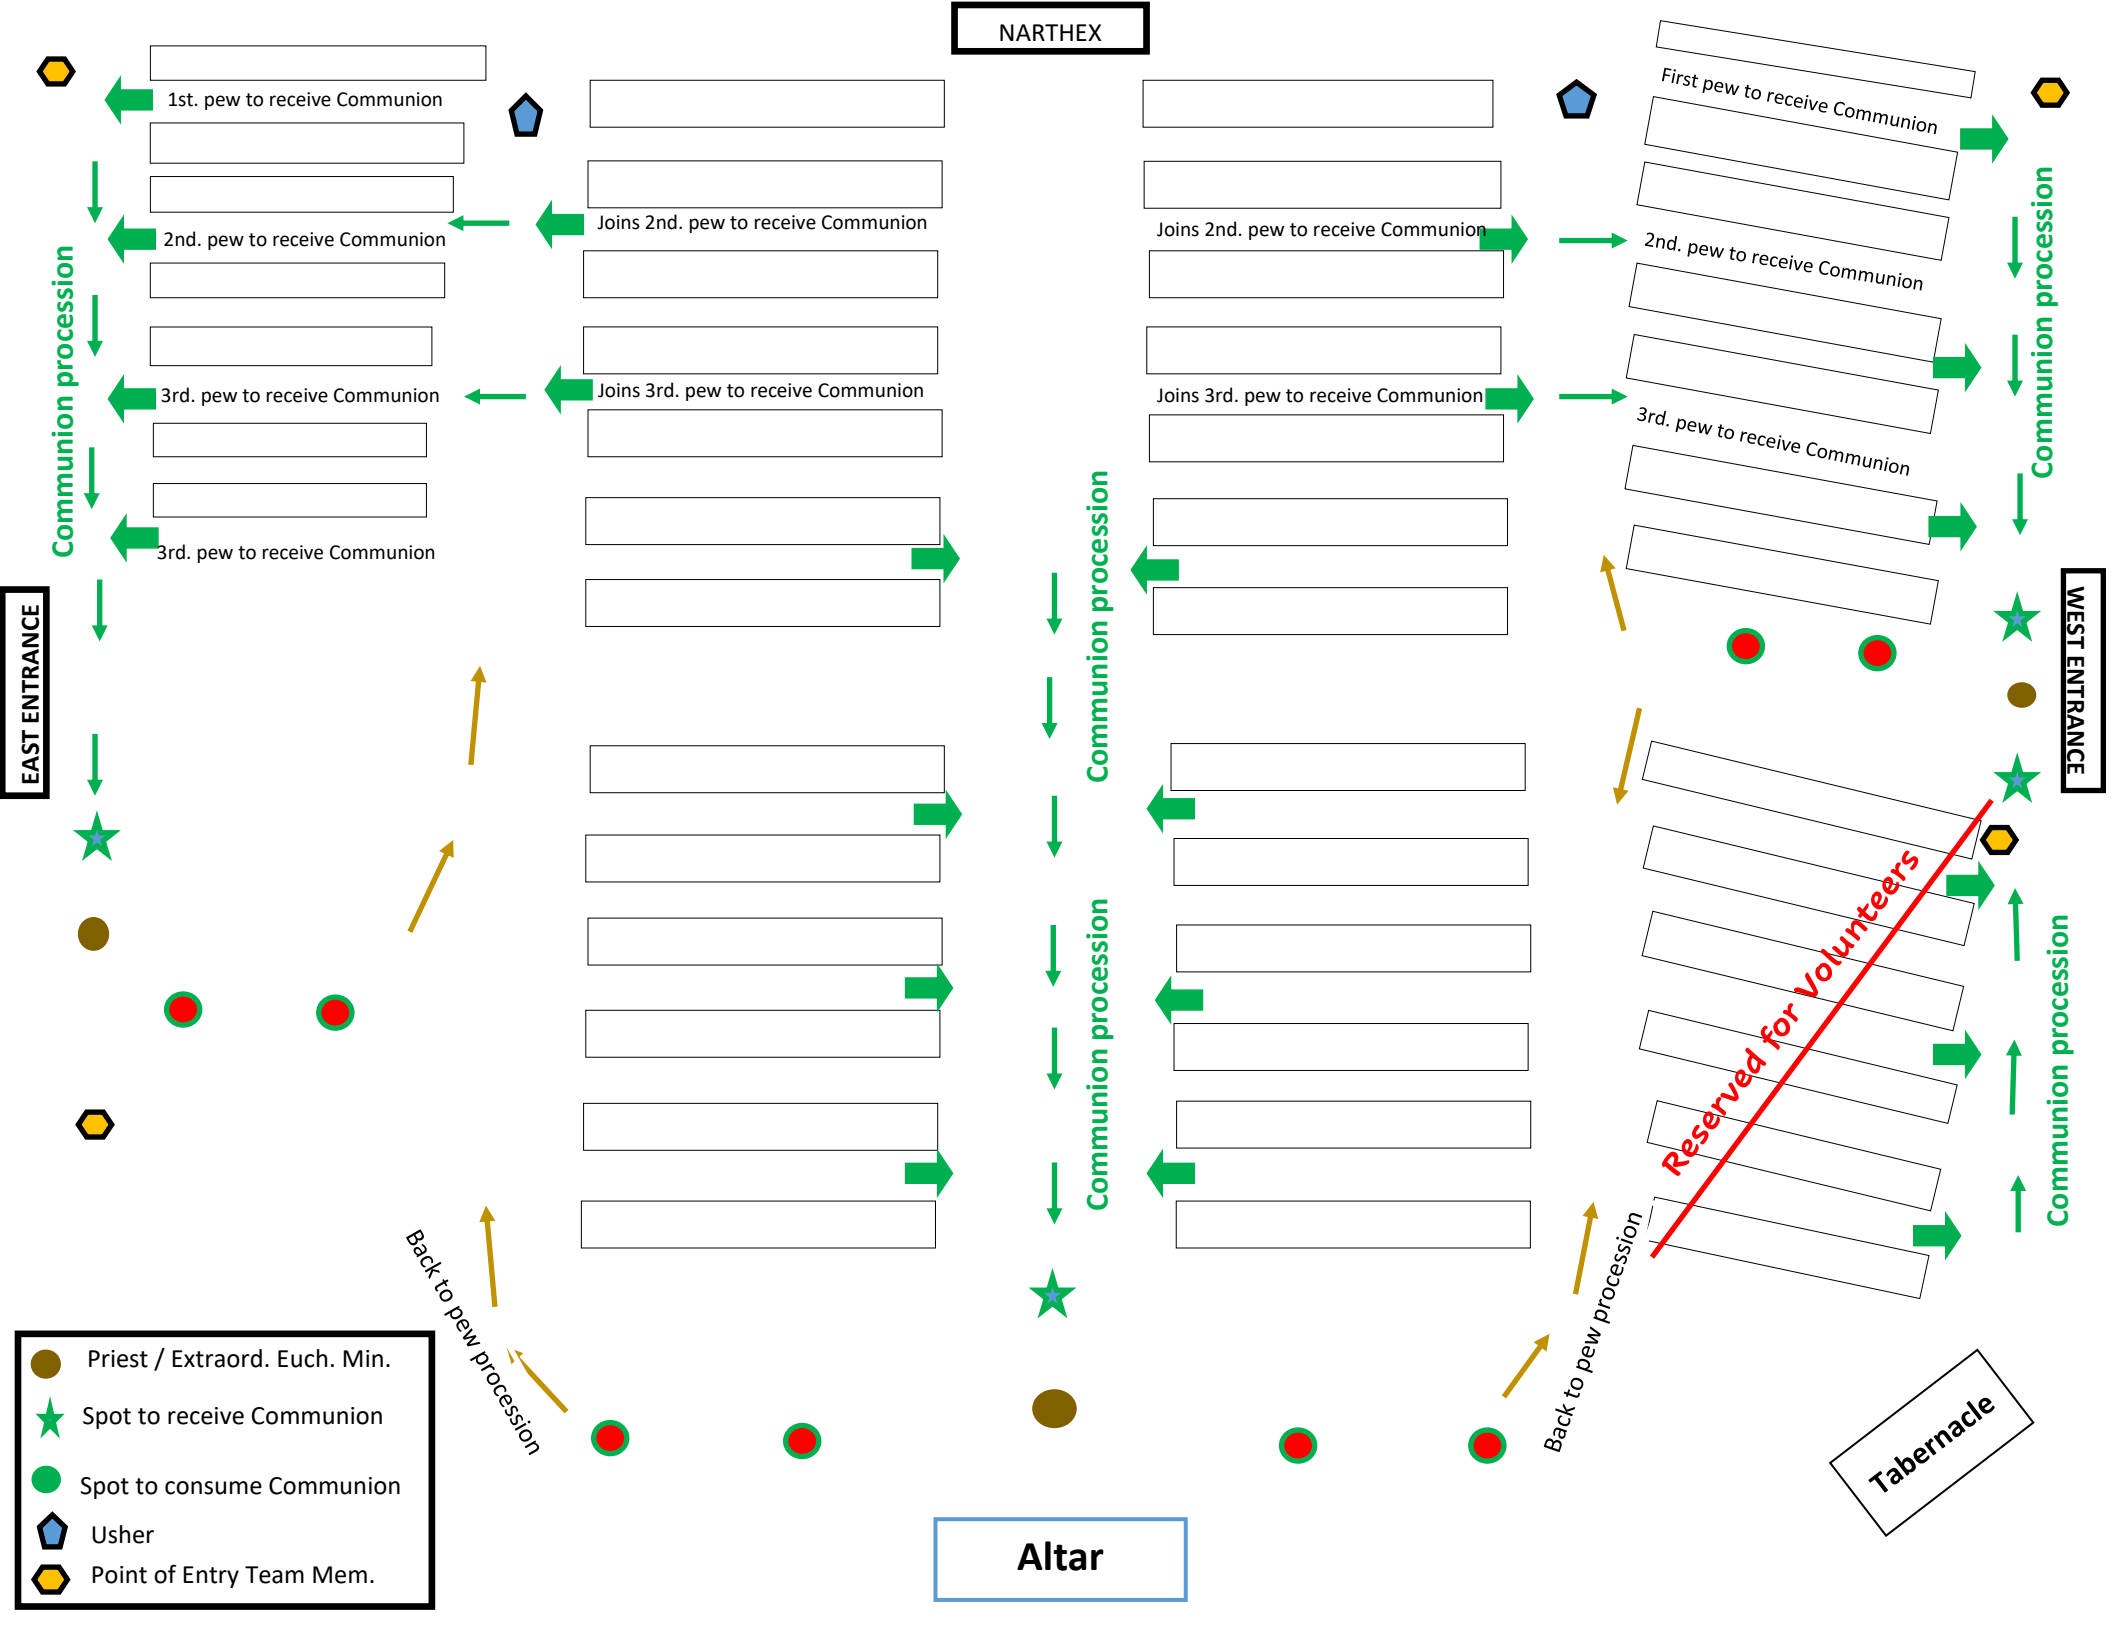 NARTHEX
1st. pew to receive Communion
First pew to receive Communion
Joins 2nd. pew to receive Communion
Joins 2nd. pew to receive Communion
2nd. pew to receive Communion
2nd. pew to receive Communion
Communion procession
Communion procession
3rd. pew to receive Communion
Joins 3rd. pew to receive Communion
Joins 3rd. pew to receive Communion
3rd. pew to receive Communion
3rd. pew to receive Communion
Communion procession
EAST ENTRANCE
WEST ENTRANCE
Reserved for Volunteers
Communion procession
Communion procession
Back to pew procession
Back to pew procession
Priest / Extraord. Euch. Min.
Spot to receive Communion
Spot to consume Communion
Usher
Point of Entry Team Mem.
Altar
Tabernacle